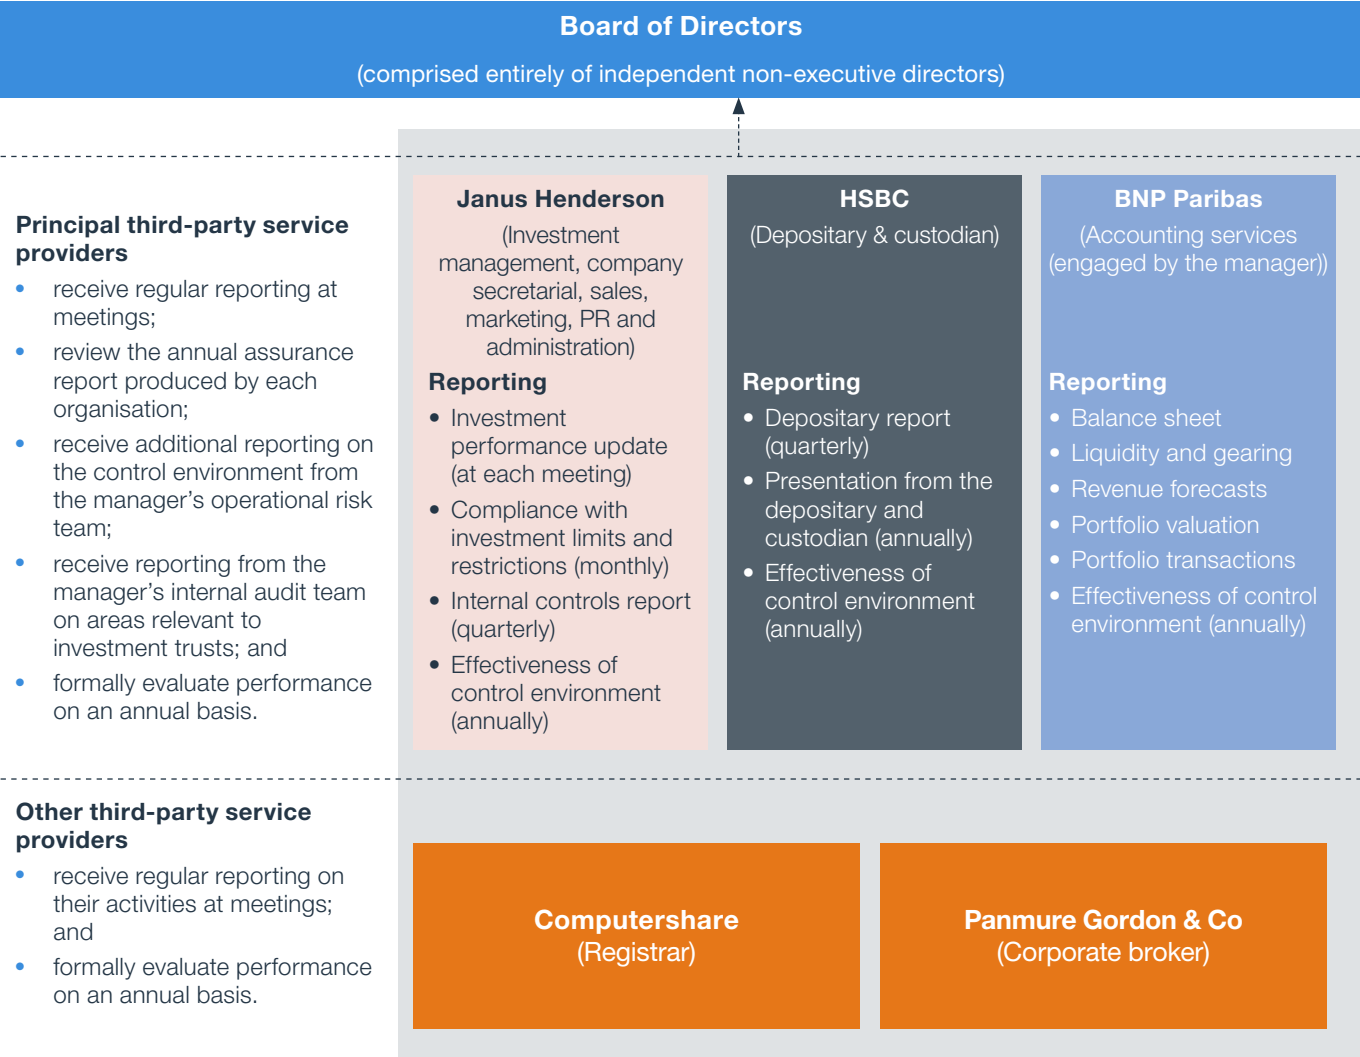 Board of Directors
(comprised entirely of independent non-executive directors)
Principal third-party service
providers
• receive regular reporting at
meetings;
• review the annual assurance
report produced by each
organisation;
• receive additional reporting on
the control environment from
the manager’s operational risk
team;
• receive reporting from the
manager’s internal audit team
on areas relevant to
investment trusts; and
• formally evaluate performance
on an annual basis.
Janus Henderson
(Investment
management, company
secretarial, sales,
marketing, PR and
administration)
Reporting
• Investment
performance update
(at each meeting)
• Compliance with
investment limits and
restrictions (monthly)
• Internal controls report
(quarterly)
• Effectiveness of
control environment
(annually)
HSBC
(Depositary & custodian)
Reporting
• Depositary report
(quarterly)
• Presentation from the
depositary and
custodian (annually)
• Effectiveness of
control environment
(annually)
BNP Paribas
(Accounting services
(engaged by the manager))
Reporting
• Balance sheet
• Liquidity and gearing
• Revenue forecasts
• Portfolio valuation
• Portfolio transactions
• Effectiveness of control
environment (annually)
Other third-party service
providers
• receive regular reporting on
their activities at meetings;
and
• formally evaluate performance
on an annual basis.
Computershare
(Registrar)
Panmure Gordon & Co
(Corporate broker)